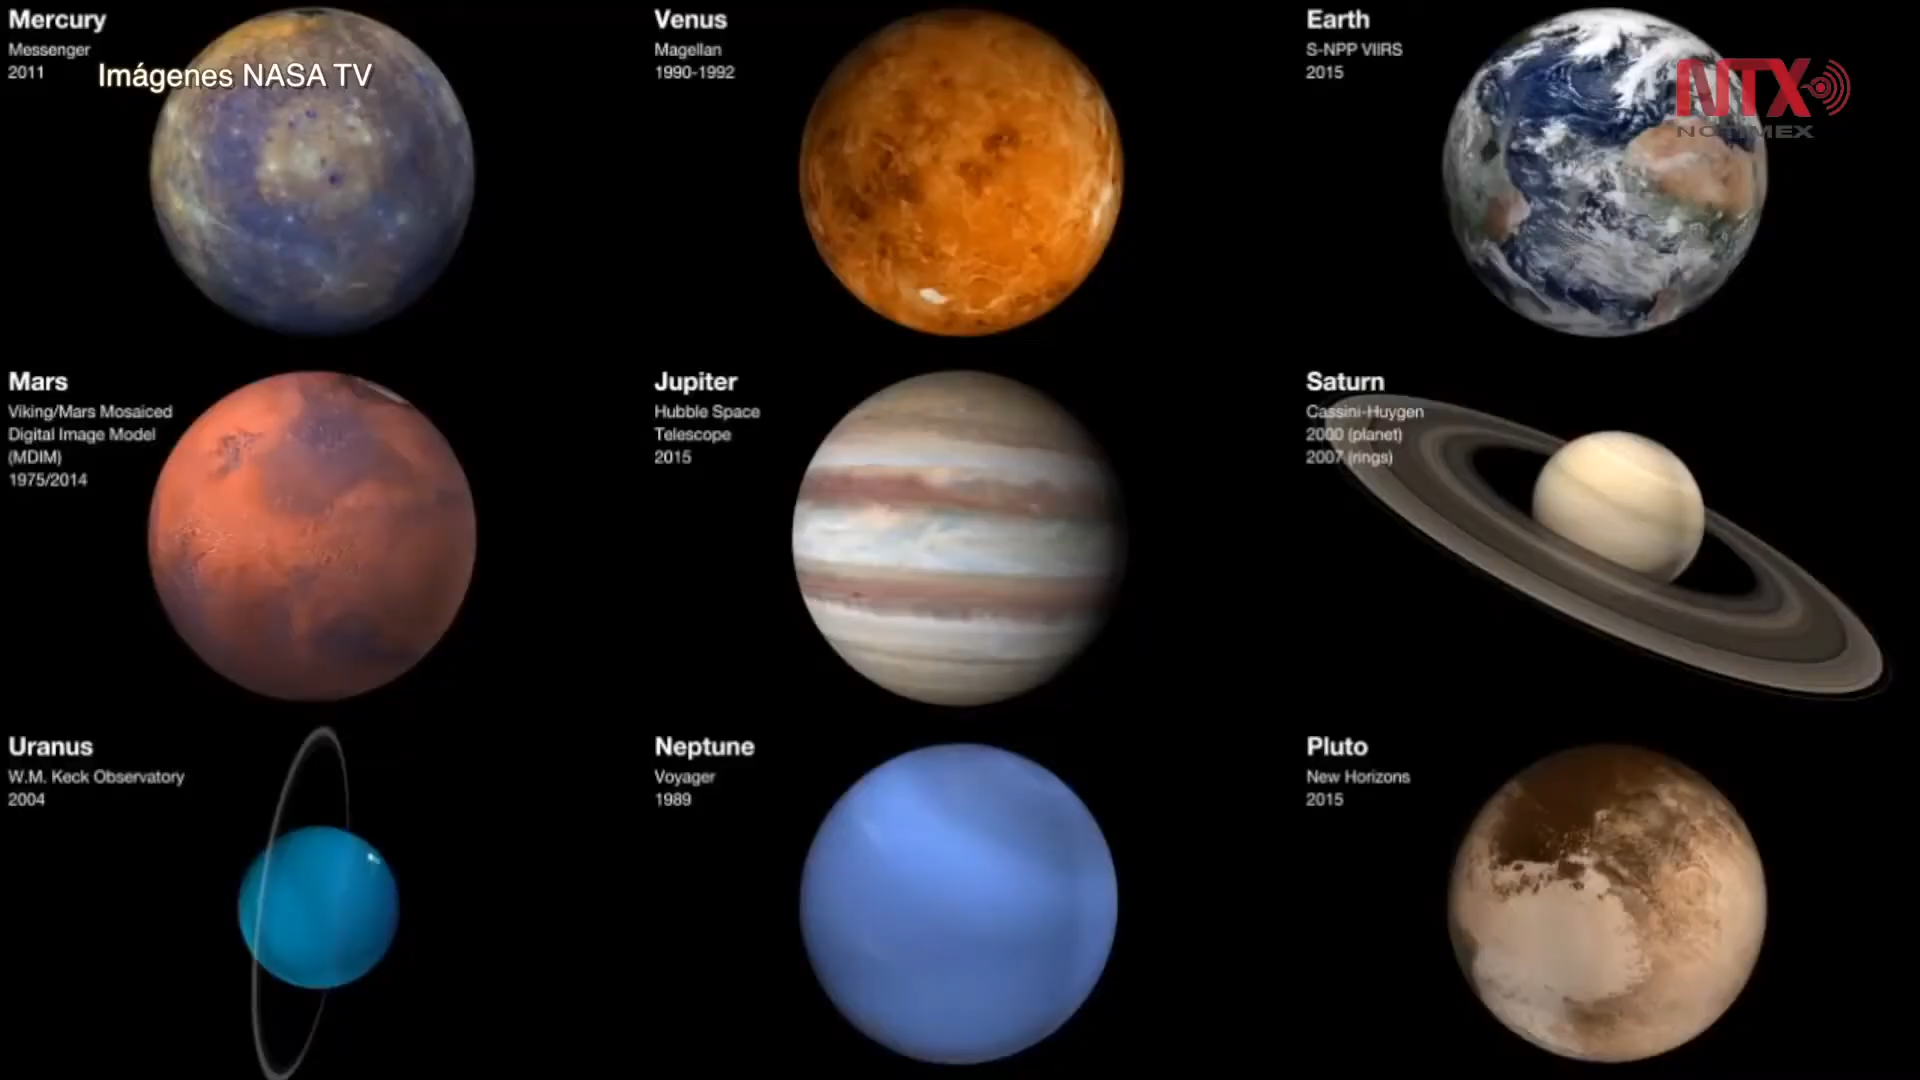 Mercury
Messenger
2011
Imágenes NASA TV
Venus
Magellan
1990-1992
Earth
S-NPP VIIRS
2015
NTX
NOTIMEX
Mars
Viking/Mars Mosaiced
Digital Image Model
(MDIM)
1975/2014
Jupiter
Hubble Space
Telescope
2015
Saturn
Cassini-Huygen
2000 (planet)
2007 (rings)
Uranus
W.M. Keck Observatory
2004
Neptune
Voyager
1989
Pluto
New Horizons
2015